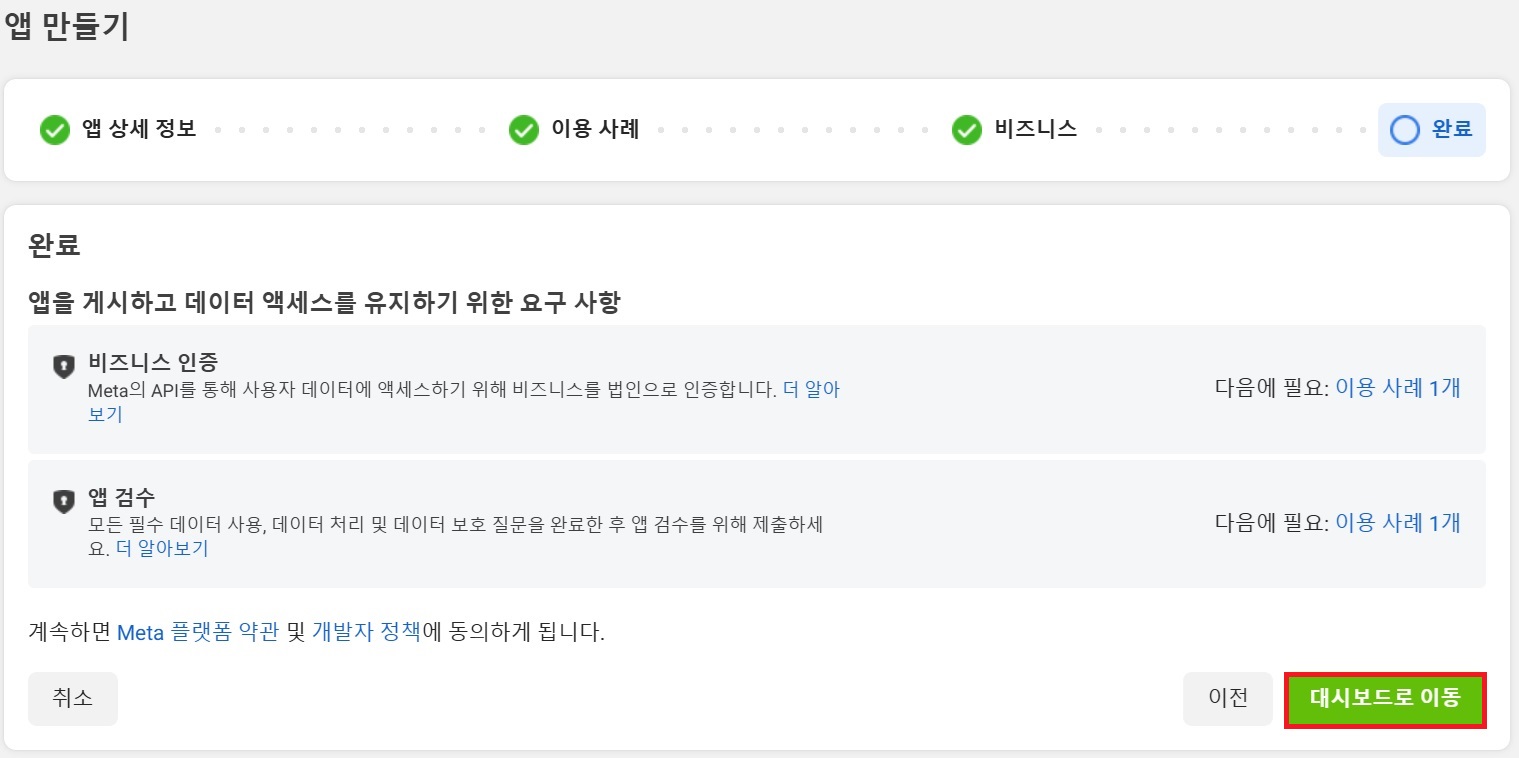 앱 만들기
앱 상세 정보
이용 사례
비즈니스
완료
완료
앱을 게시하고 데이터 액세스를 유지하기 위한 요구 사항
비즈니스 인증
Meta의 API를 통해 사용자 데이터에 액세스하기 위해 비즈니스를 법인으로 인증합니다. 더 알아
보기
다음에 필요: 이용 사례 1개
앱 검수
모든 필수 데이터 사용, 데이터 처리 및 데이터 보호 질문을 완료한 후 앱 검수를 위해 제출하세
요. 더 알아보기
다음에 필요: 이용 사례 1개
계속하면 Meta 플랫폼 약관 및 개발자 정책에 동의하게 됩니다.
취소
이전
대시보드로 이동